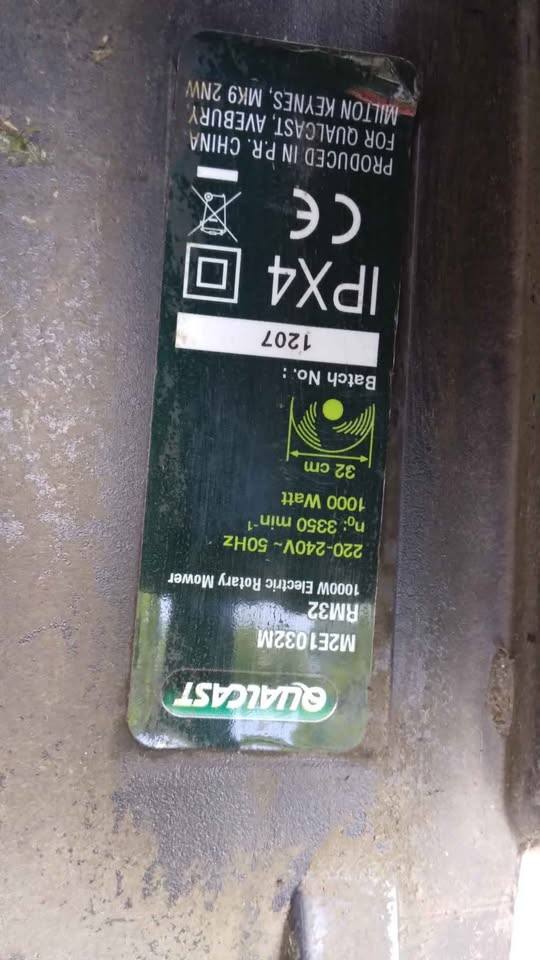 QUALCAST
M2E1032M
RM32
1000W Electric Rotary Mower
220-240V~ 50Hz
n₀: 3350 min⁻¹
1000 Watt
32 cm
Batch No.:
1207
IPX4
CE
PRODUCED IN P.R. CHINA
FOR QUALCAST, AVEBURY,
MILTON KEYNES, MK9 2NW